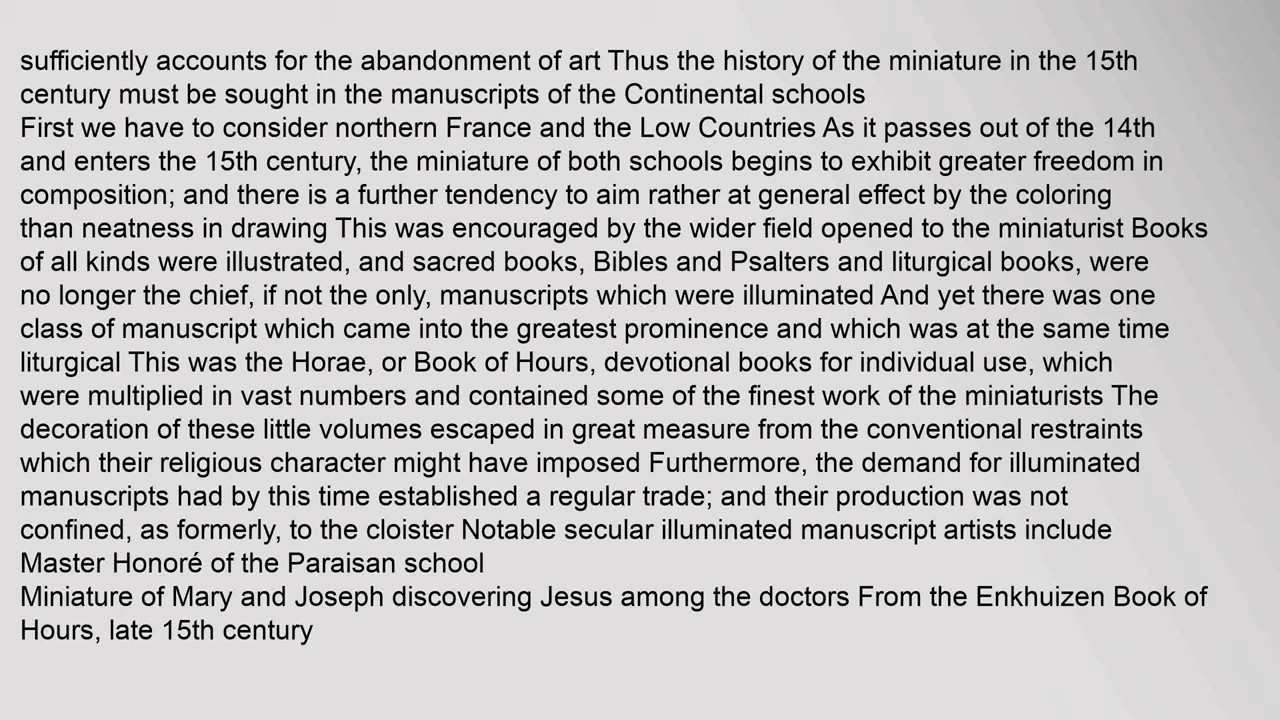 sufficiently accounts for the abandonment of art Thus the history of the miniature in the 15th
century must be sought in the manuscripts of the Continental schools
First we have to consider northern France and the Low Countries As it passes out of the 14th
and enters the 15th century, the miniature of both schools begins to exhibit greater freedom in
composition; and there is a further tendency to aim rather at general effect by the coloring
than neatness in drawing This was encouraged by the wider field opened to the miniaturist Books
of all kinds were illustrated, and sacred books, Bibles and Psalters and liturgical books, were
no longer the chief, if not the only, manuscripts which were illuminated And yet there was one
class of manuscript which came into the greatest prominence and which was at the same time
liturgical This was the Horae, or Book of Hours, devotional books for individual use, which
were multiplied in vast numbers and contained some of the finest work of the miniaturists The
decoration of these little volumes escaped in great measure from the conventional restraints
which their religious character might have imposed Furthermore, the demand for illuminated
manuscripts had by this time established a regular trade; and their production was not
confined, as formerly, to the cloister Notable secular illuminated manuscript artists include
Master Honoré of the Paraisan school
Miniature of Mary and Joseph discovering Jesus among the doctors From the Enkhuizen Book of
Hours, late 15th century